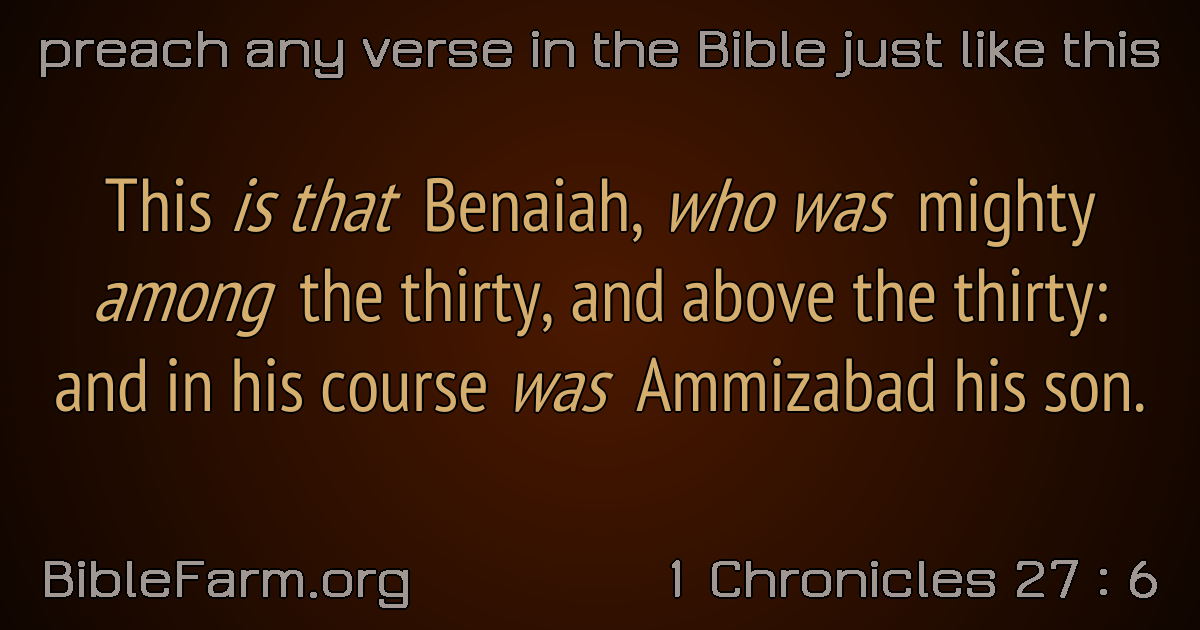 preach any verse in the Bible just like this
This is that Benaiah, who was mighty
among the thirty, and above the thirty:
and in his course was Ammizabad his son.
BibleFarm.org
1 Chronicles 27 : 6